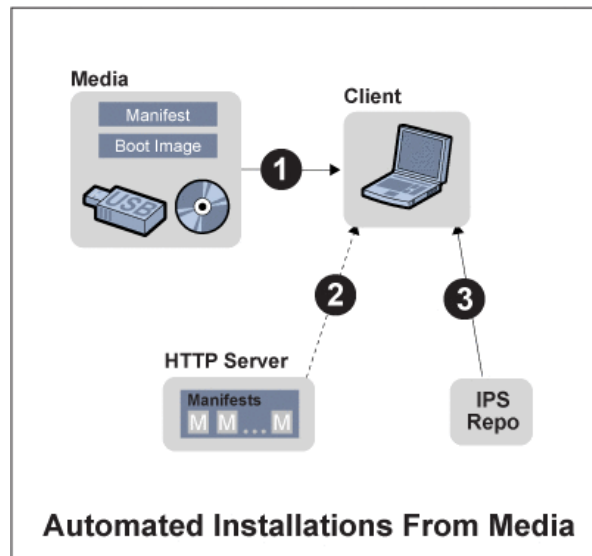 Media
Manifest
Boot Image
USB
1
Client
2
3
HTTP Server
Manifests
M M ... M
IPS
Repo
Automated Installations From Media